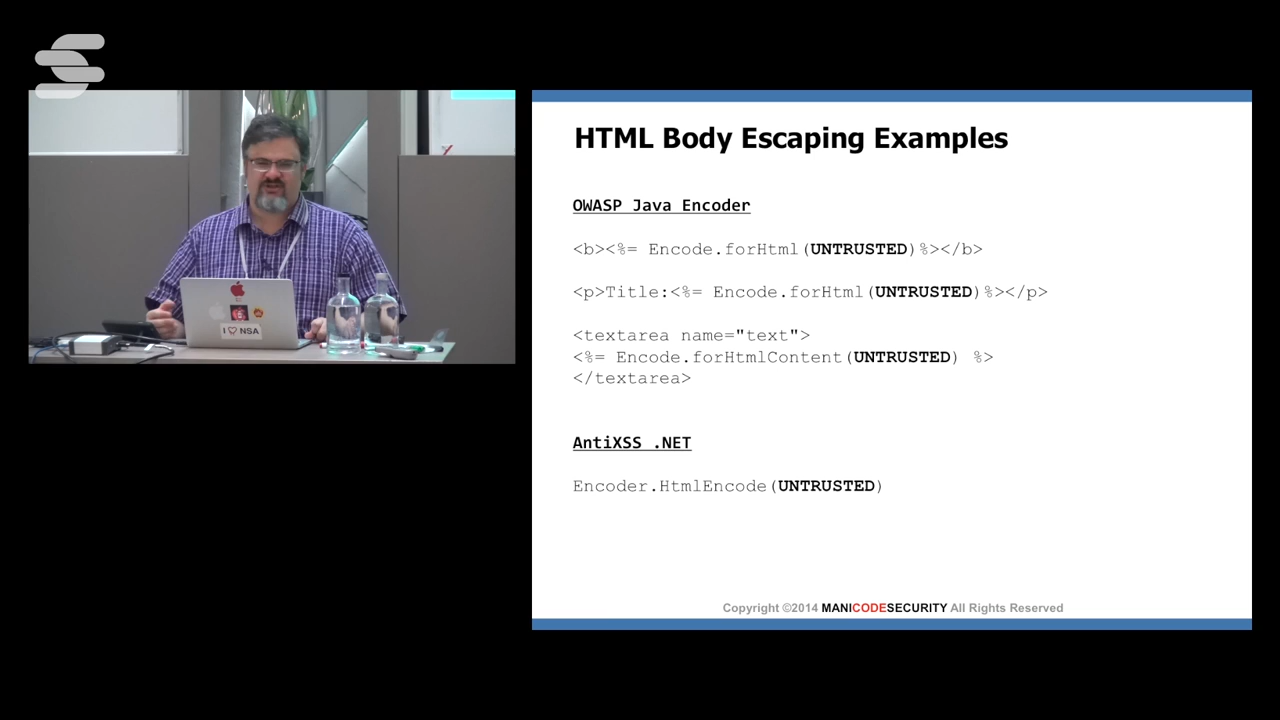 I NSA
HTML Body Escaping Examples
OWASP Java Encoder
<b><%= Encode.forHtml(UNTRUSTED)%></b>
<p>Title:<%= Encode.forHtml(UNTRUSTED)%></p>
<textarea name="text">
<%= Encode.forHtmlContent(UNTRUSTED) %>
</textarea>
AntiXSS .NET
Encoder.HtmlEncode(UNTRUSTED)
Copyright ©2014 MANICODESECURITY All Rights Reserved